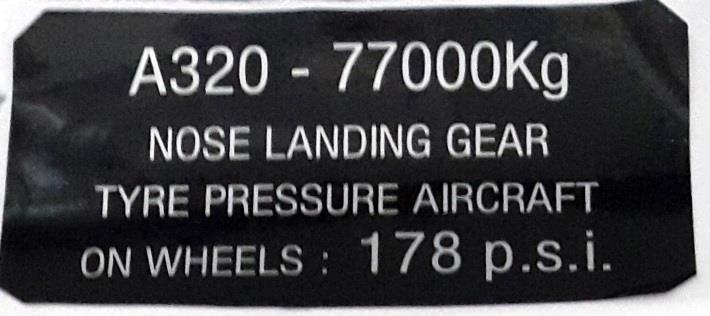 A320 - 77000Kg
NOSE LANDING GEAR
TYRE PRESSURE AIRCRAFT
ON WHEELS : 178 p.s.i.